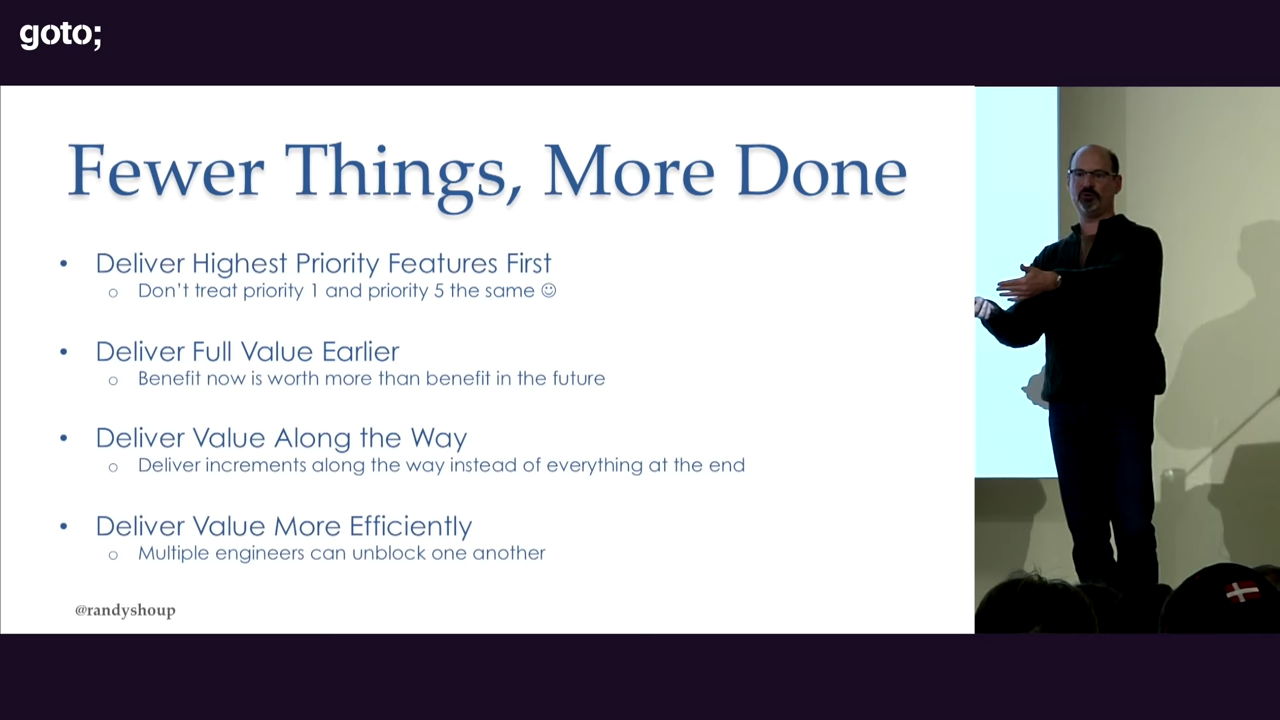 goto;
Fewer Things, More Done
• Deliver Highest Priority Features First
o Don't treat priority 1 and priority 5 the same ☺
• Deliver Full Value Earlier
o Benefit now is worth more than benefit in the future
• Deliver Value Along the Way
o Deliver increments along the way instead of everything at the end
• Deliver Value More Efficiently
o Multiple engineers can unblock one another
@randyshoup